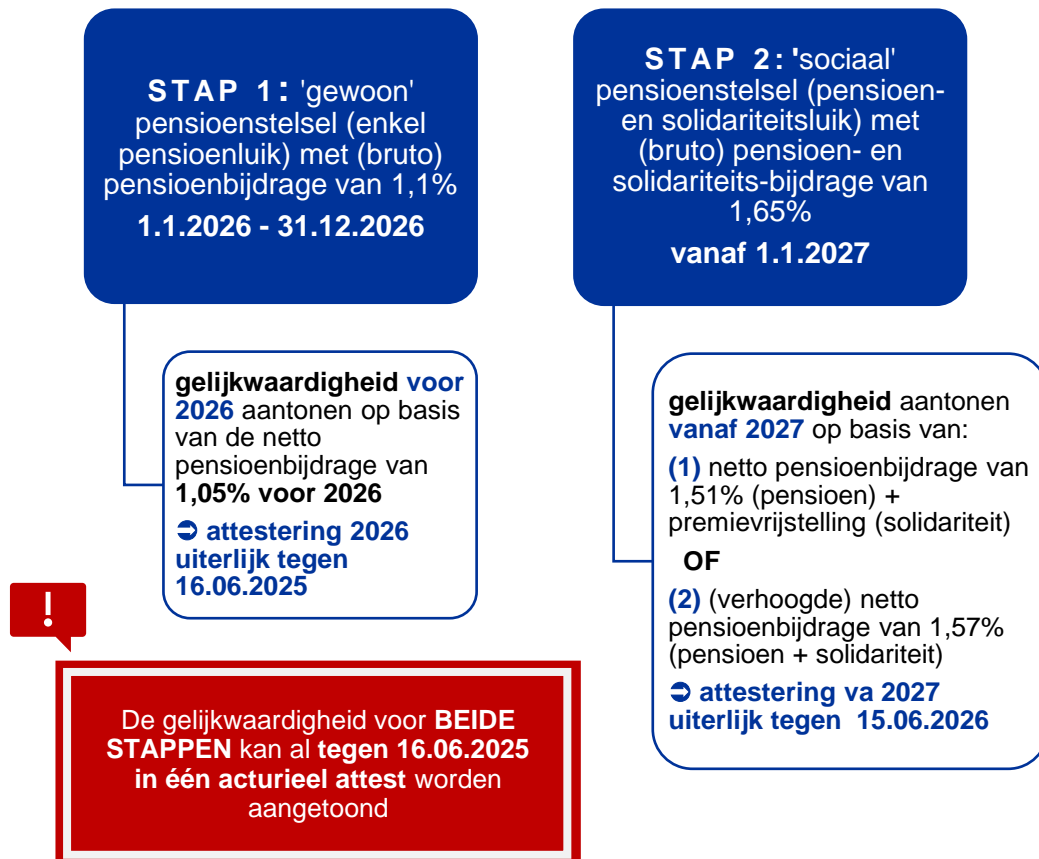 STAP 1: 'gewoon'
pensioenstelsel (enkel
pensioenluik) met (bruto)
pensioenbijdrage van 1,1%
1.1.2026 - 31.12.2026
gelijkwaardigheid voor
2026 aantonen op basis
van de netto
pensioenbijdrage van
1,05% voor 2026
➲ attestering 2026
uiterlijk tegen
16.06.2025
STAP 2: 'sociaal'
pensioenstelsel (pensioen-
en solidariteitsluik) met
(bruto) pensioen- en
solidariteits-bijdrage van
1,65%
vanaf 1.1.2027
gelijkwaardigheid aantonen
vanaf 2027 op basis van:
(1) netto pensioenbijdrage van
1,51% (pensioen) +
premievrijstelling (solidariteit)
OF
(2) (verhoogde) netto
pensioenbijdrage van 1,57%
(pensioen + solidariteit)
➲ attestering va 2027
uiterlijk tegen 15.06.2026
!
De gelijkwaardigheid voor BEIDE
STAPPEN kan al tegen 16.06.2025
in één acturieel attest worden
aangetoond